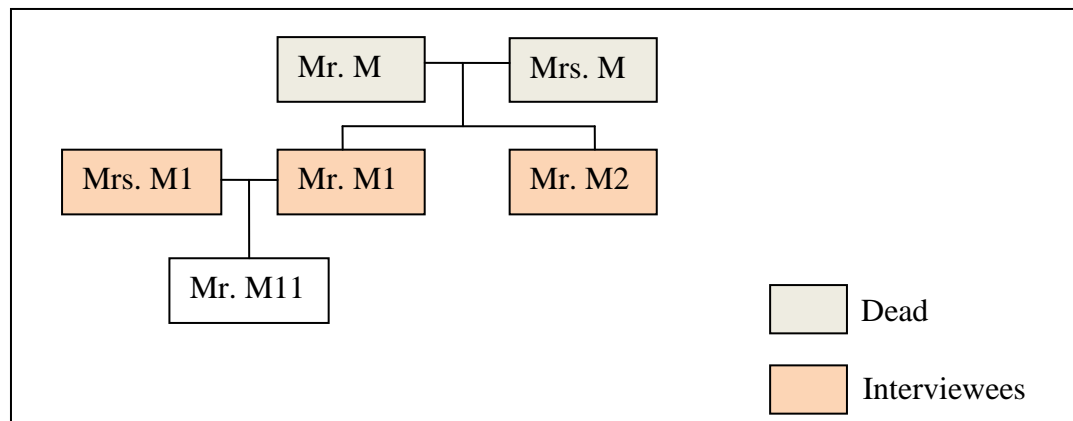 Mr. M
Mrs. M
Mrs. M1
Mr. M1
Mr. M2
Mr. M11
Dead
Interviewees